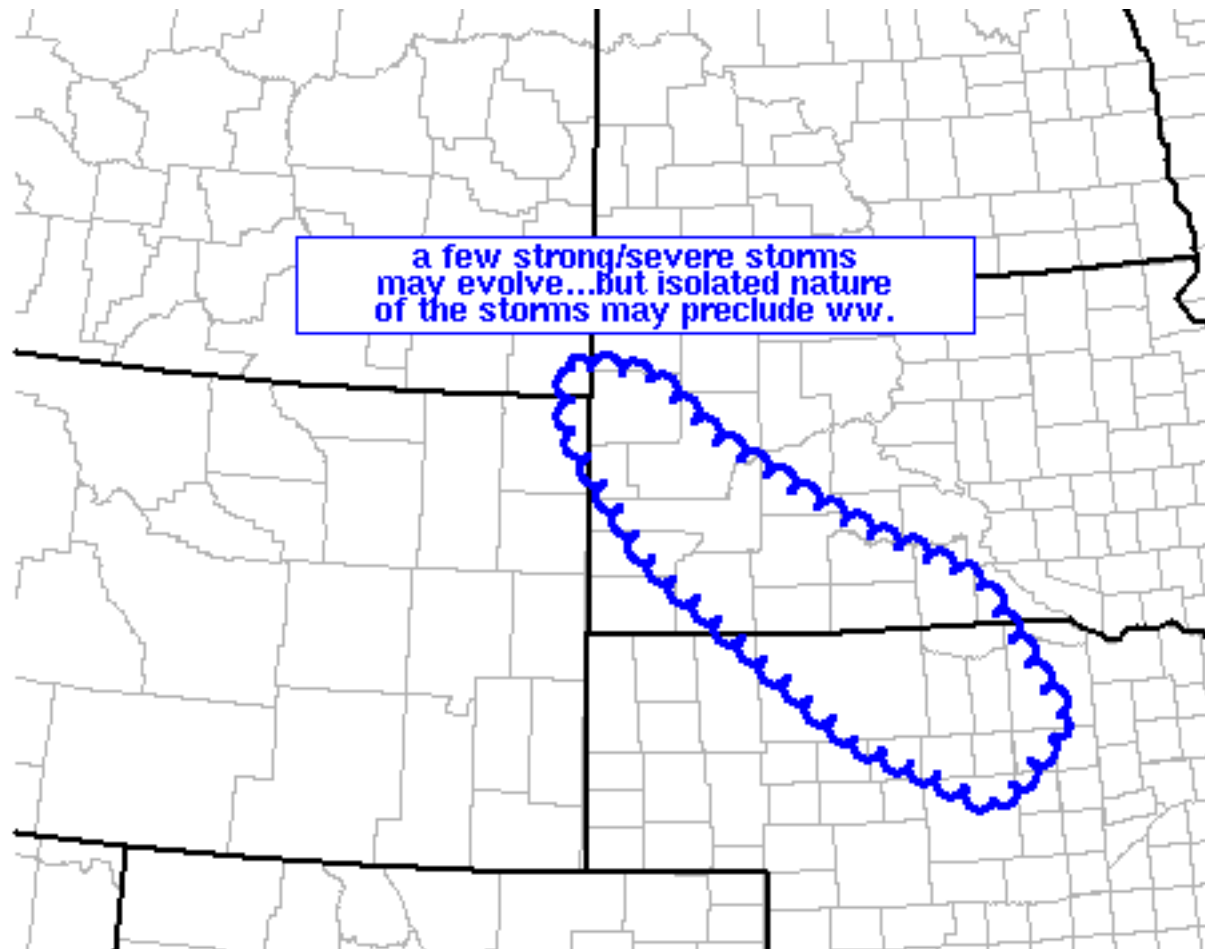 a few strong/severe storms
may evolve...but isolated nature
of the storms may preclude ww.